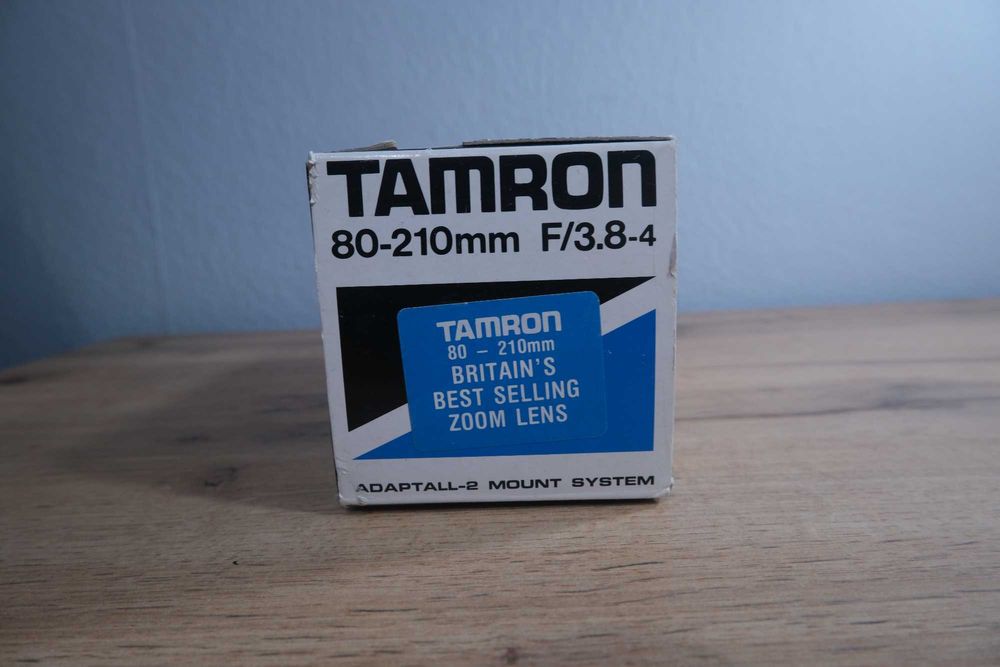 TAMRON
80-210mm F/3.8-4
TAMRON
80 - 210mm
BRITAIN'S
BEST SELLING
ZOOM LENS
ADAPTALL-2 MOUNT SYSTEM